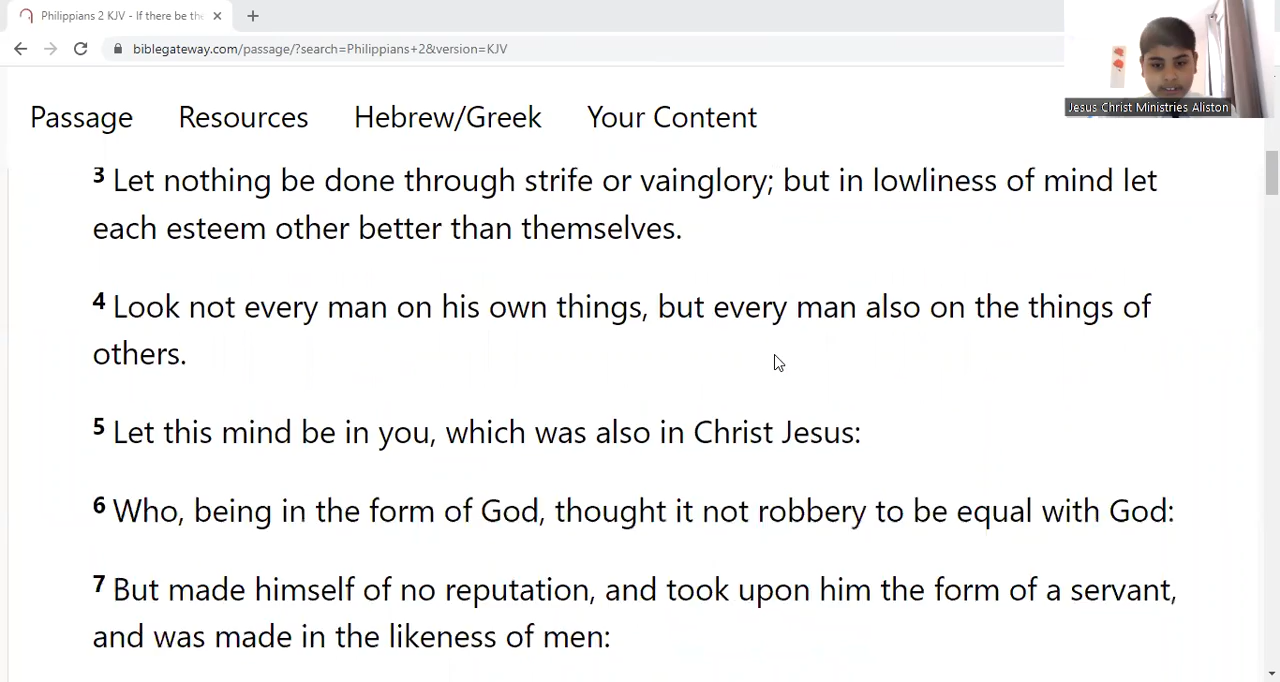 Philippians 2 KJV - If there be the
biblegateway.com/passage/?search=Philippians+2&version=KJV
Jesus Christ Ministries Aliston
Passage Resources Hebrew/Greek Your Content
3 Let nothing be done through strife or vainglory; but in lowliness of mind let
each esteem other better than themselves.
4 Look not every man on his own things, but every man also on the things of
others.
5 Let this mind be in you, which was also in Christ Jesus:
6 Who, being in the form of God, thought it not robbery to be equal with God:
7 But made himself of no reputation, and took upon him the form of a servant,
and was made in the likeness of men: